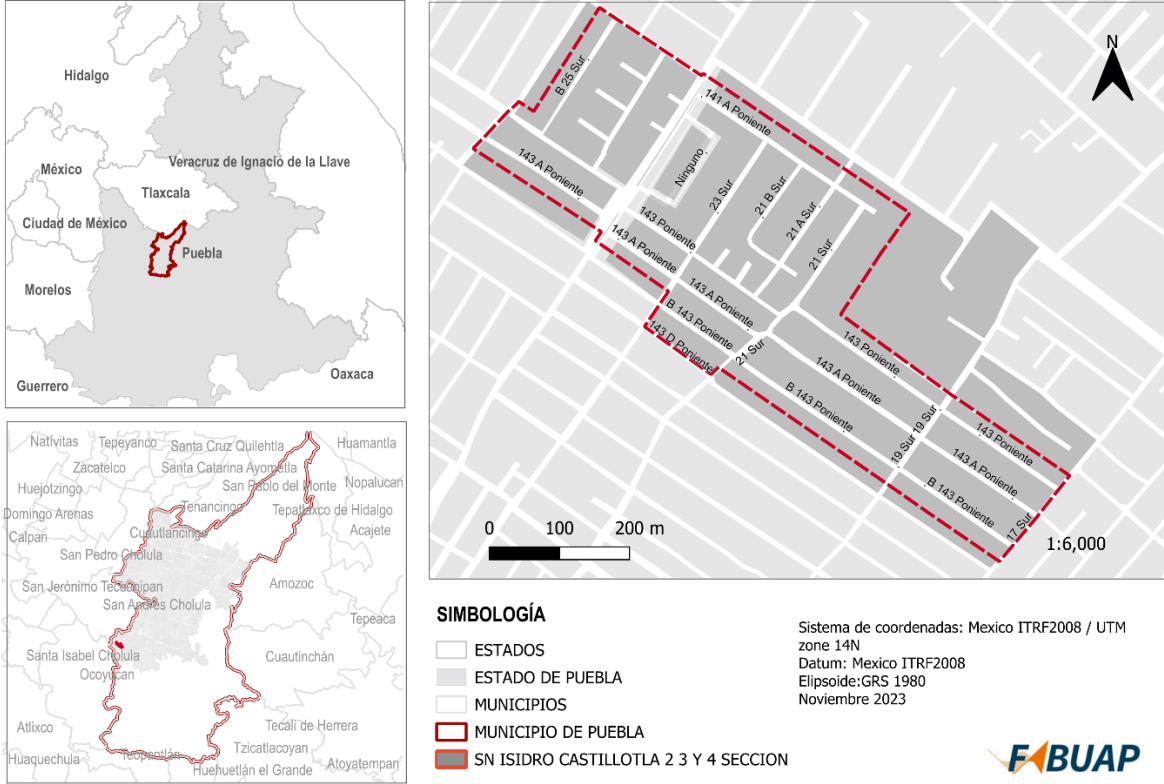 Hidalgo
México
Veracruz de Ignacio de la Llave
Tlaxcala
Ciudad de México
Puebla
Morelos
Guerrero
Oaxaca
Nativitas
Tepeyanco
Santa Cruz Quilehtla
Huamantla
Zacatelco
Santa Catarina Ayometla
Huejotzingo
San Pablo del Monte
Nopalucan
Domingo Arenas
Tenancingo
Tepatlaxco de Hidalgo
Calpan
Cuautlancingo
Acajete
San Pedro Cholula
San Jerónimo Tecuanipan
Amozoc
San Andrés Cholula
Tepeaca
Santa Isabel Cholula
Cuautinchán
Ocoyucan
Atlixco
Tecali de Herrera
Huaquechula
Teopantlán
Tzicatlacoyan
Huehuetlán el Grande
Atoyatempan
N
B 25 Sur
141 A Poniente
143 A Poniente
Ninguno
23 Sur
21 B Sur
21 A Sur
21 Sur
143 Poniente
143 A Poniente
143 A Poniente
B 143 Poniente
143 D Poniente
21 Sur
143 Poniente
143 A Poniente
B 143 Poniente
19 Sur
19 Sur
143 Poniente
143 A Poniente
B 143 Poniente
17 Sur
0 100 200 m
1:6,000
SIMBOLOGÍA
ESTADOS
ESTADO DE PUEBLA
MUNICIPIOS
MUNICIPIO DE PUEBLA
SN ISIDRO CASTILLOTLA 2 3 Y 4 SECCION
Sistema de coordenadas: Mexico ITRF2008 / UTM
zone 14N
Datum: Mexico ITRF2008
Elipsoide:GRS 1980
Noviembre 2023
FABUAP